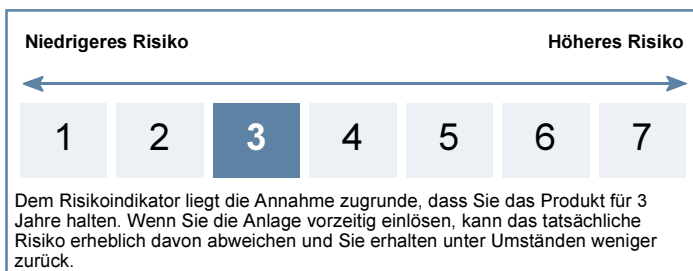 Niedrigeres Risiko Höheres Risiko
1 2 3 4 5 6 7
Dem Risikoindikator liegt die Annahme zugrunde, dass Sie das Produkt für 3
Jahre halten. Wenn Sie die Anlage vorzeitig einlösen, kann das tatsächliche
Risiko erheblich davon abweichen und Sie erhalten unter Umständen weniger
zurück.